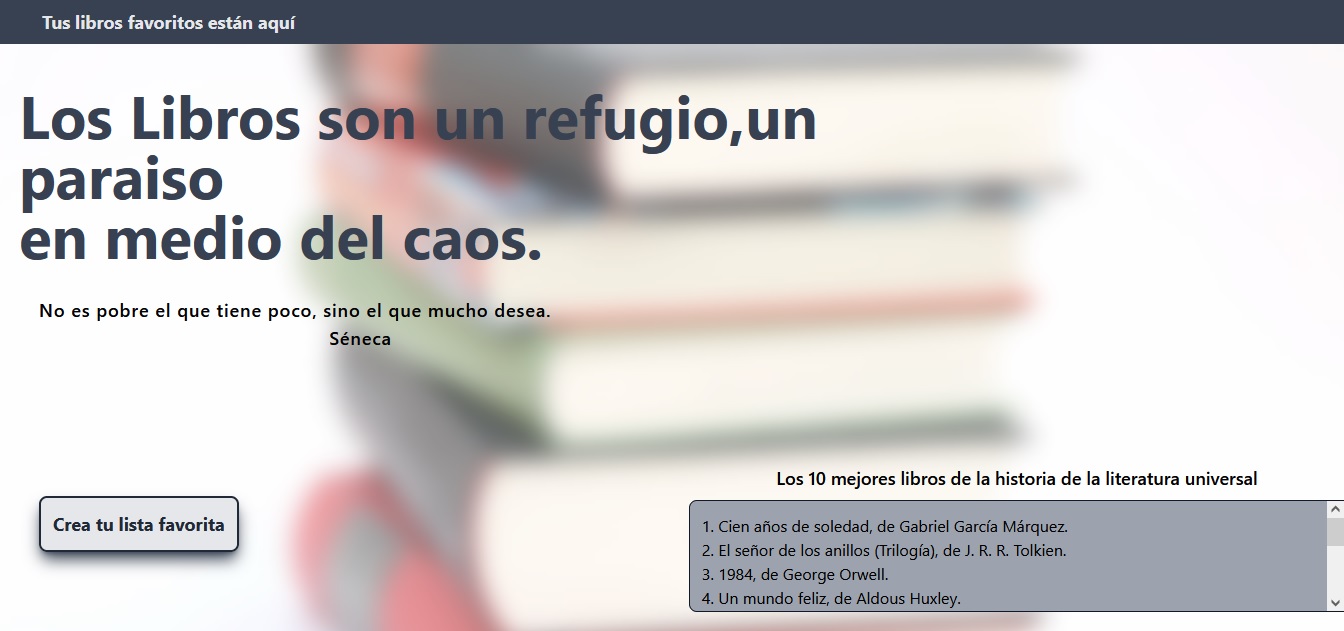 Tus libros favoritos están aquí
Los Libros son un refugio,un
paraiso
en medio del caos.
No es pobre el que tiene poco, sino el que mucho desea.
Séneca
Crea tu lista favorita
Los 10 mejores libros de la historia de la literatura universal
1. Cien años de soledad, de Gabriel García Márquez.
2. El señor de los anillos (Trilogía), de J. R. R. Tolkien.
3. 1984, de George Orwell.
4. Un mundo feliz, de Aldous Huxley.